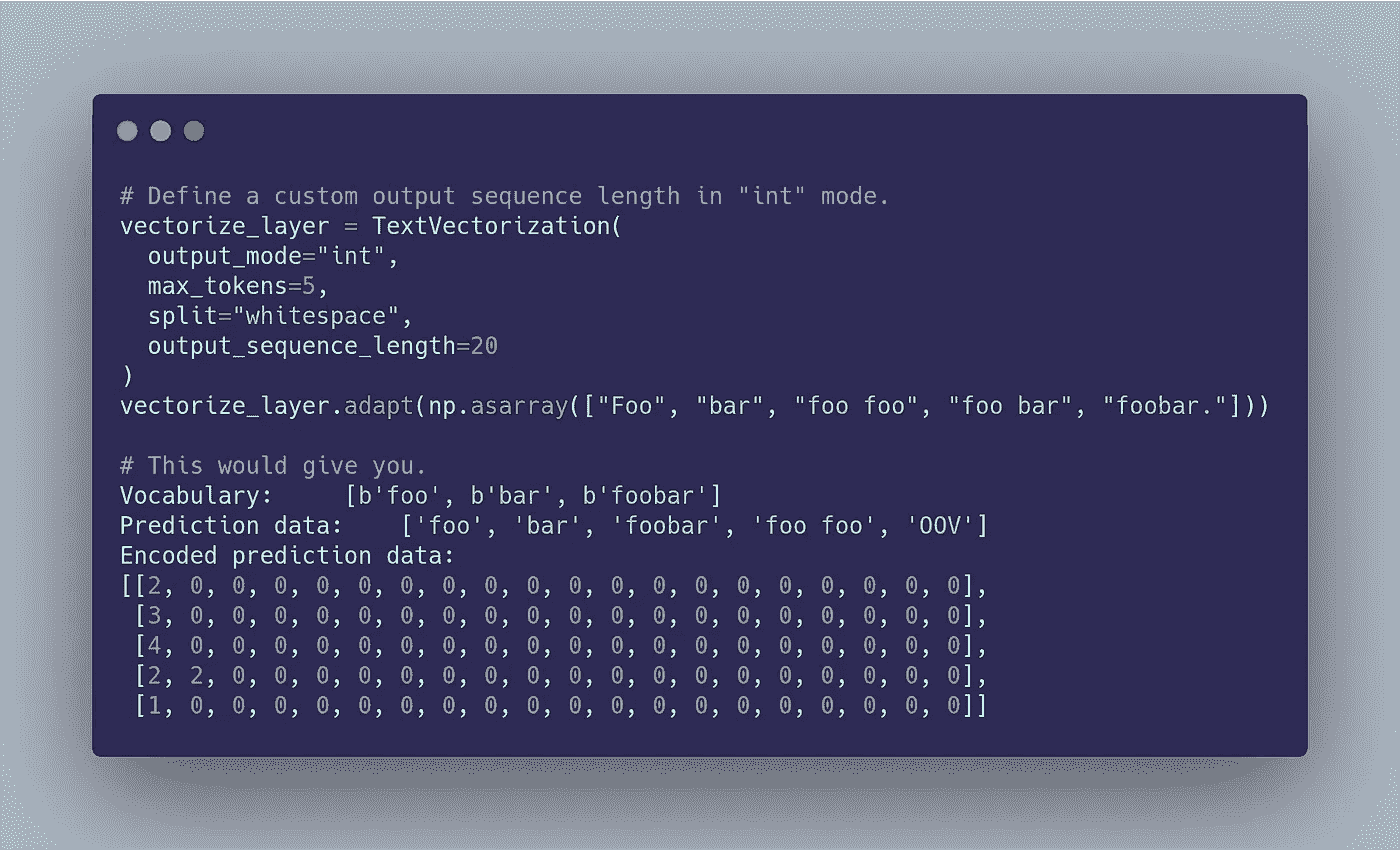 # Define a custom output sequence length in "int" mode.
vectorize_layer = TextVectorization(
  output_mode="int",
  max_tokens=5,
  split="whitespace",
  output_sequence_length=20
)
vectorize_layer.adapt(np.asarray(["Foo", "bar", "foo foo", "foo bar", "foobar."]))

# This would give you.
Vocabulary:     [b'foo', b'bar', b'foobar']
Prediction data:    ['foo', 'bar', 'foobar', 'foo foo', 'OOV']
Encoded prediction data:
[[2, 0, 0, 0, 0, 0, 0, 0, 0, 0, 0, 0, 0, 0, 0, 0, 0, 0, 0, 0],
 [3, 0, 0, 0, 0, 0, 0, 0, 0, 0, 0, 0, 0, 0, 0, 0, 0, 0, 0, 0],
 [4, 0, 0, 0, 0, 0, 0, 0, 0, 0, 0, 0, 0, 0, 0, 0, 0, 0, 0, 0],
 [2, 2, 0, 0, 0, 0, 0, 0, 0, 0, 0, 0, 0, 0, 0, 0, 0, 0, 0, 0],
 [1, 0, 0, 0, 0, 0, 0, 0, 0, 0, 0, 0, 0, 0, 0, 0, 0, 0, 0, 0]]